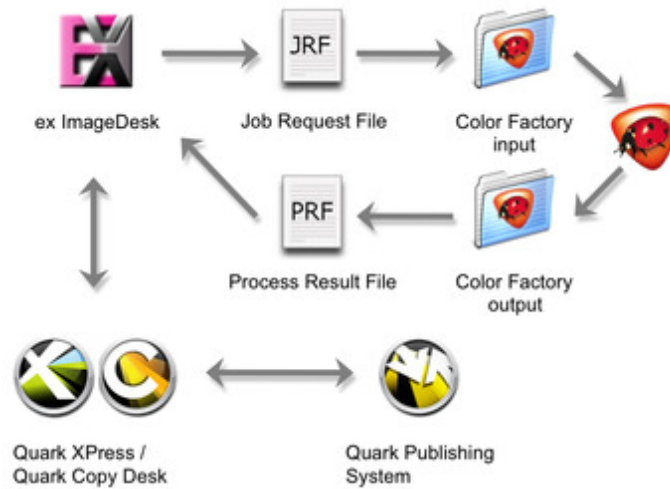 JRF
ex ImageDesk
Job Request File
Color Factory
input
PRF
Process Result File
Color Factory
output
Quark XPress /
Quark Copy Desk
Quark Publishing
System